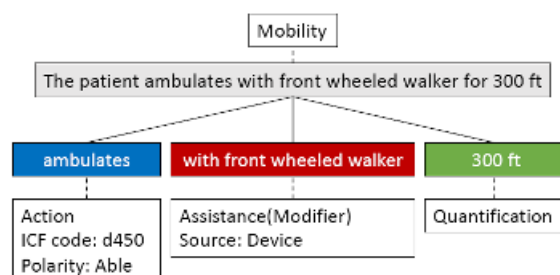 Mobility
The patient ambulates with front wheeled walker for 300 ft
ambulates
with front wheeled walker
300 ft
Action
ICF code: d450
Polarity: Able
Assistance(Modifier)
Source: Device
Quantification